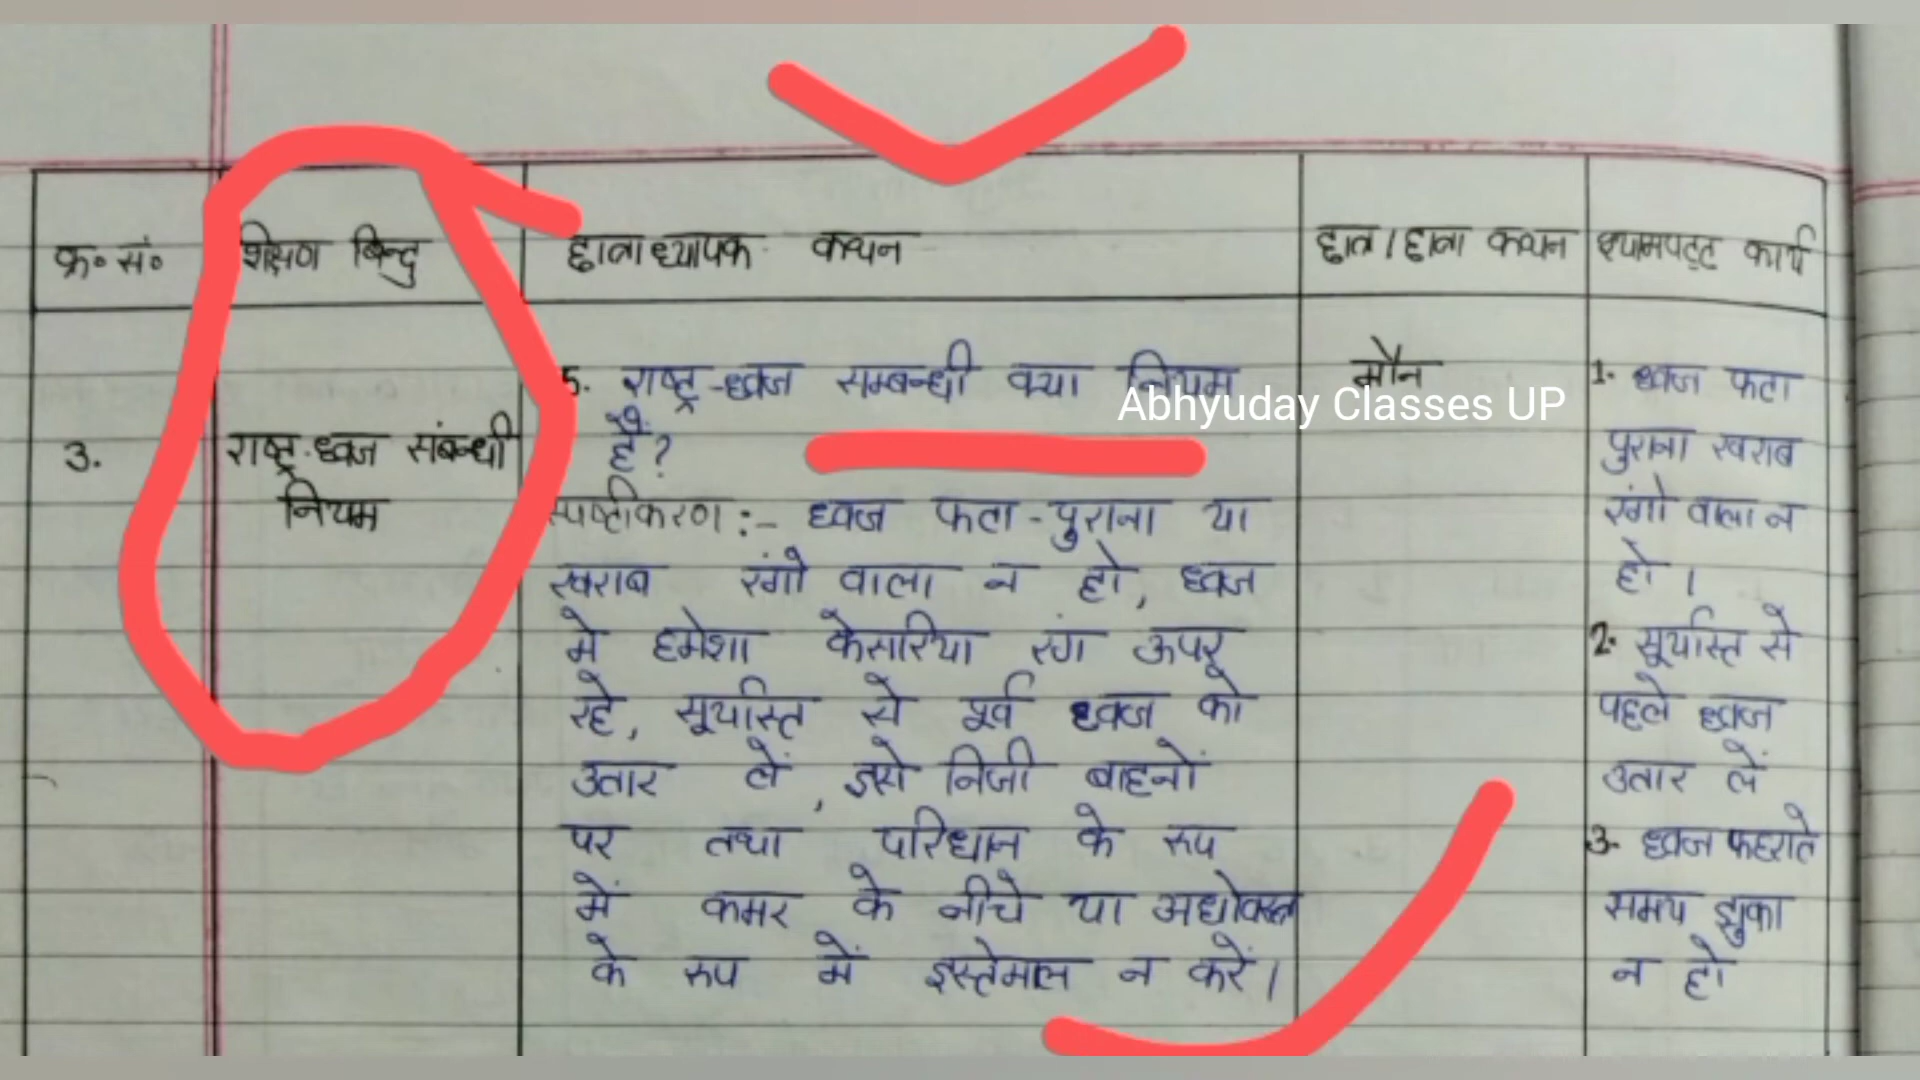 क्र॰ सं॰ शिक्षण बिन्दु छात्राध्यापक कथन छात्र/छात्रा कथन श्यामपट्ट कार्य
3.
राष्ट्र-ध्वज संबन्धी
नियम
5. राष्ट्र-ध्वज सम्बन्धी क्या नियम
है?
स्पष्टीकरण :- ध्वज फटा-पुराना या
खराब रंगो वाला न हो, ध्वज
मे हमेशा केसरिया रंग ऊपर
रहे, सूर्यास्त से पूर्व ध्वज को
उतार लें, इसे निजी वाहनों
पर तथा परिधान के रूप
में कमर के नीचे या अधोवस्त्र
के रूप में इस्तेमाल न करें।
मौन
Abhyuday Classes UP
1. ध्वज फटा
पुराना खराब
रंगो वाला न
हो।
2. सूर्यास्त से
पहले ध्वज
उतार लें
3. ध्वज फहराते
समय झुका
न हो